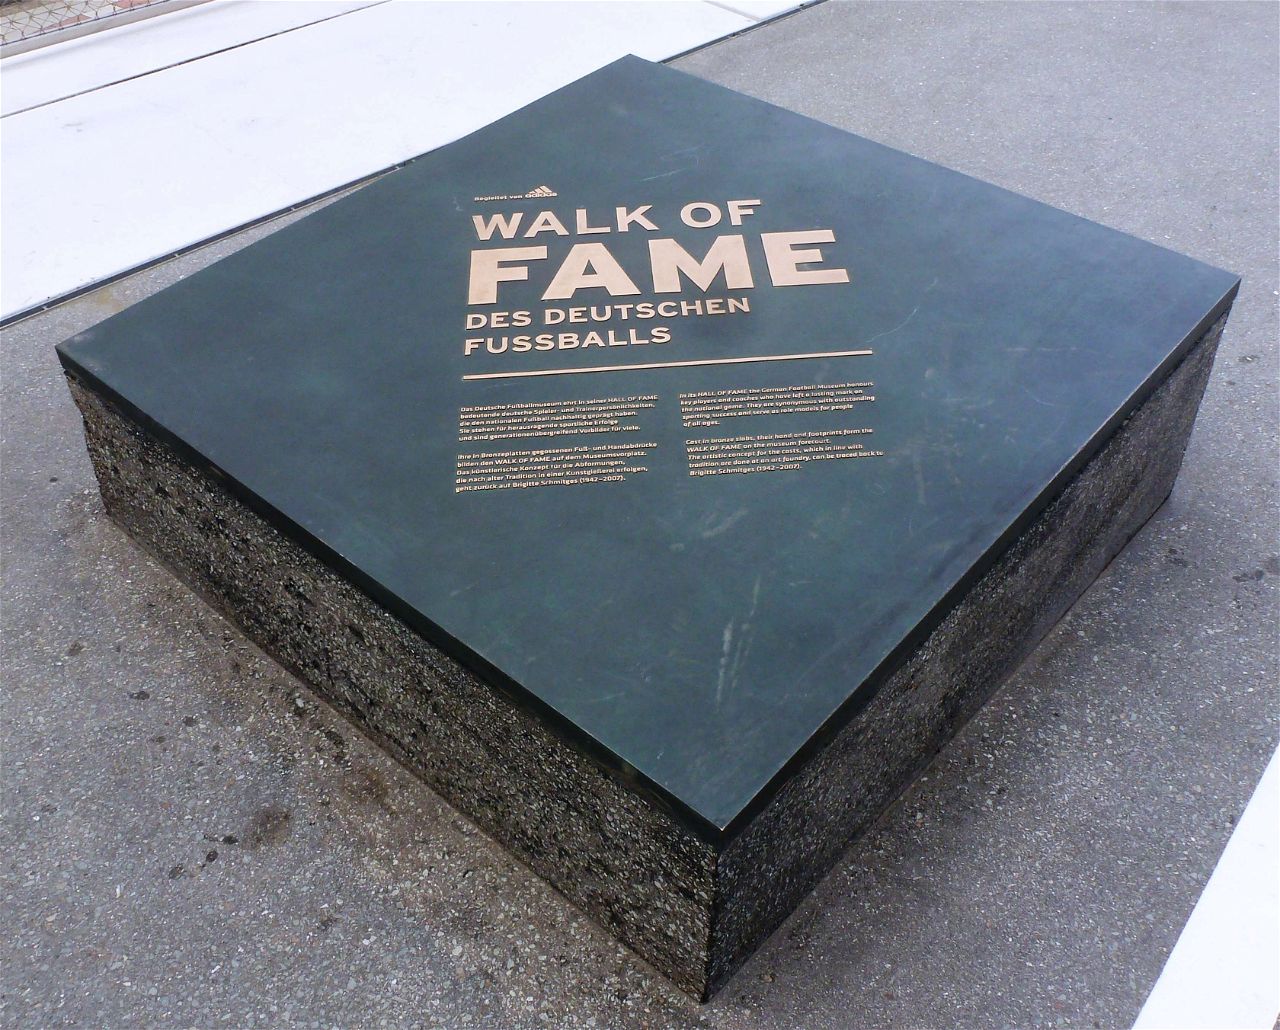 Begleitet von adidas
WALK OF
FAME
DES DEUTSCHEN
FUSSBALLS
Das Deutsche Fußballmuseum ehrt in seiner HALL OF FAME
bedeutende deutsche Spieler- und Trainerpersönlichkeiten,
die den nationalen Fußball nachhaltig geprägt haben.
Sie stehen für herausragende sportliche Erfolge
und sind generationenübergreifend Vorbilder für viele.
Ihre in Bronzeplatten gegossenen Fuß- und Handabdrücke
bilden den WALK OF FAME auf dem Museumsvorplatz.
Das künstlerische Konzept für die Abformungen,
die nach alter Tradition in einer Kunstgießerei erfolgen,
geht zurück auf Brigitte Schmitges (1942–2007).
In its HALL OF FAME the German Football Museum honours
key players and coaches who have left a lasting mark on
the national game. They are synonymous with outstanding
sporting success and serve as role models for people
of all ages.
Cast in bronze slabs, their hand and footprints form the
WALK OF FAME on the museum forecourt.
The artistic concept for the casts, which in line with
tradition are done at an art foundry, can be traced back to
Brigitte Schmitges (1942–2007).